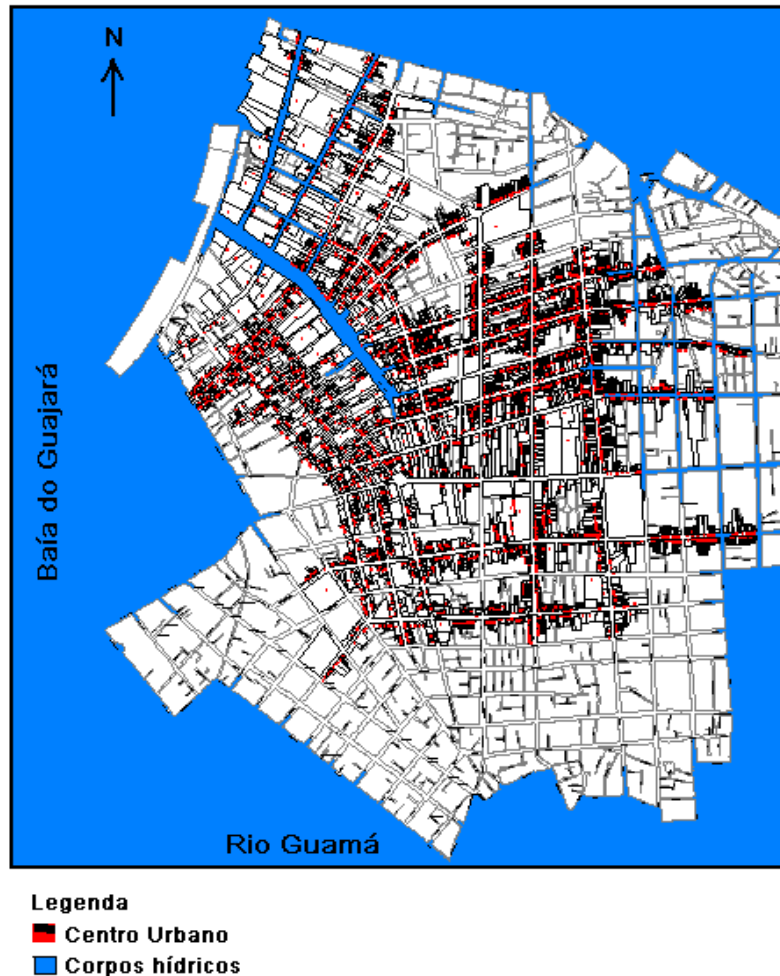 N
Baía do Guajará
Rio Guamá
Legenda
Centro Urbano
Corpos hídricos